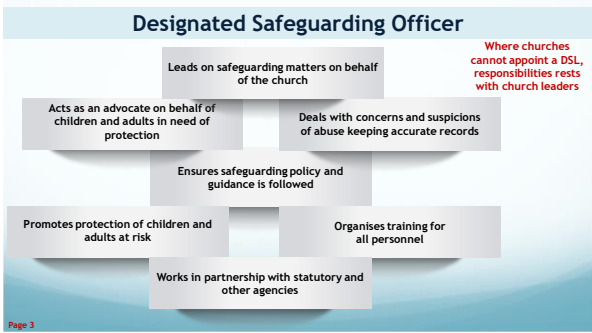 Designated Safeguarding Officer
Where churches
cannot appoint a DSL,
responsibilities rests
with church leaders
Leads on safeguarding matters on behalf
of the church
Acts as an advocate on behalf of
children and adults in need of
protection
Deals with concerns and suspicions
of abuse keeping accurate records
Ensures safeguarding policy and
guidance is followed
Promotes protection of children and
adults at risk
Organises training for
all personnel
Works in partnership with statutory and
other agencies
Page 3